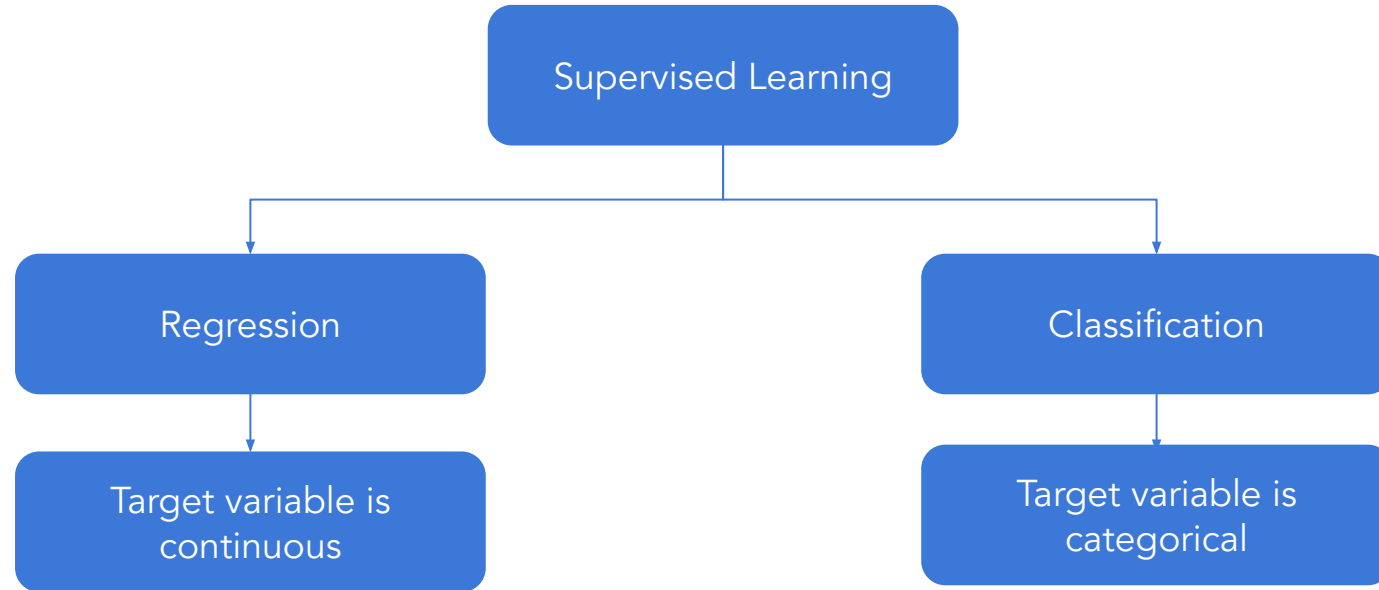 Supervised Learning
Regression
Classification
Target variable is
continuous
Target variable is
categorical